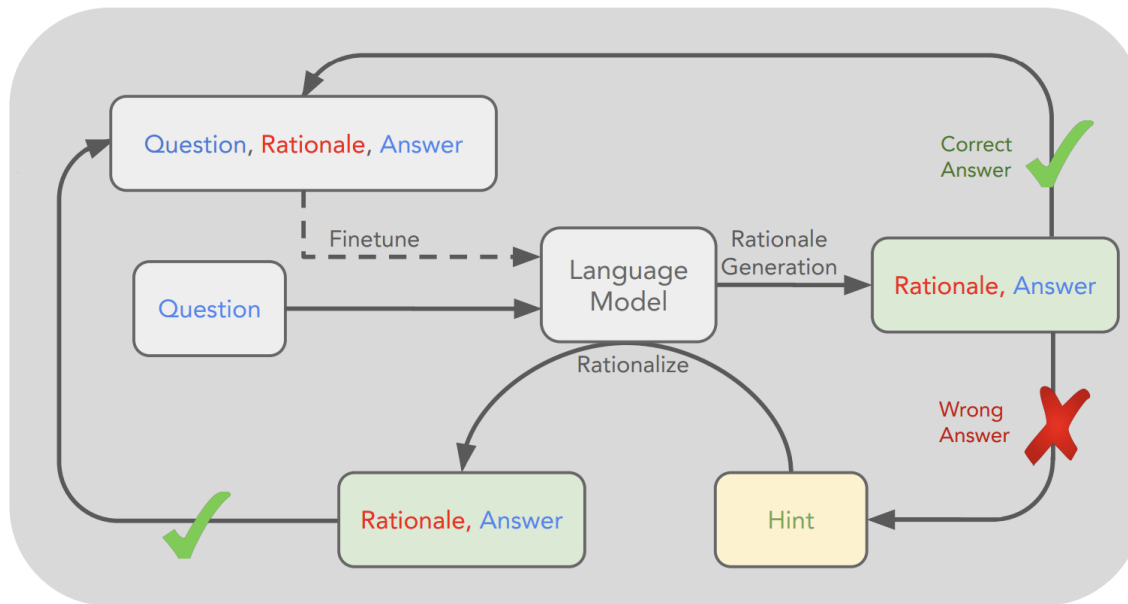 Question, Rationale, Answer
Correct
Answer
Finetune
Rationale
Generation
Language
Model
Question
Rationale, Answer
Rationalize
Wrong
Answer
Rationale, Answer
Hint